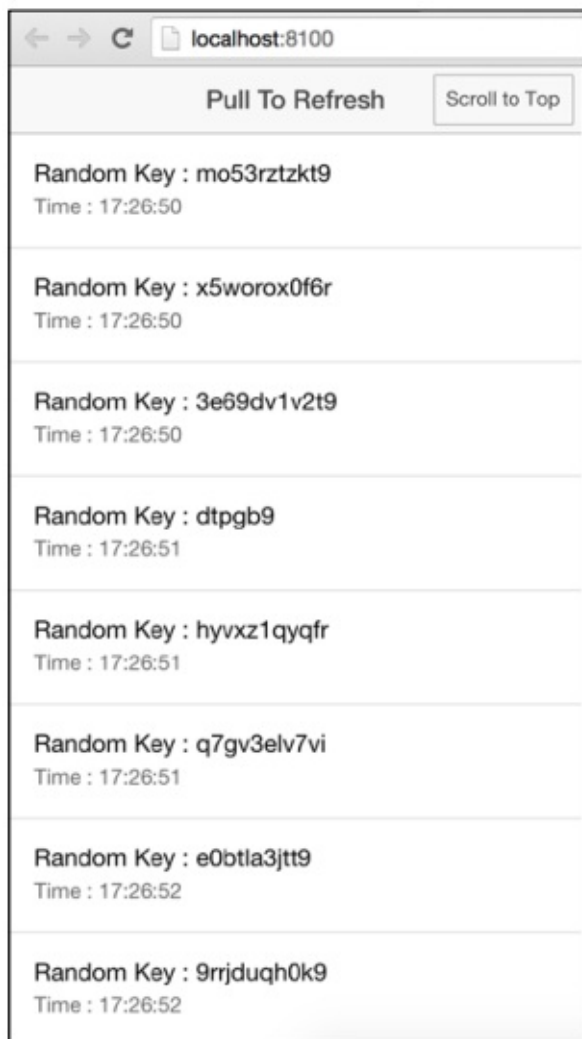 localhost:8100
Pull To Refresh Scroll to Top
Random Key : mo53rztzkt9
Time : 17:26:50
Random Key : x5worox0f6r
Time : 17:26:50
Random Key : 3e69dv1v2t9
Time : 17:26:50
Random Key : dtpgb9
Time : 17:26:51
Random Key : hyvxz1qyqfr
Time : 17:26:51
Random Key : q7gv3elv7vi
Time : 17:26:51
Random Key : e0btla3jtt9
Time : 17:26:52
Random Key : 9rrjduqh0k9
Time : 17:26:52